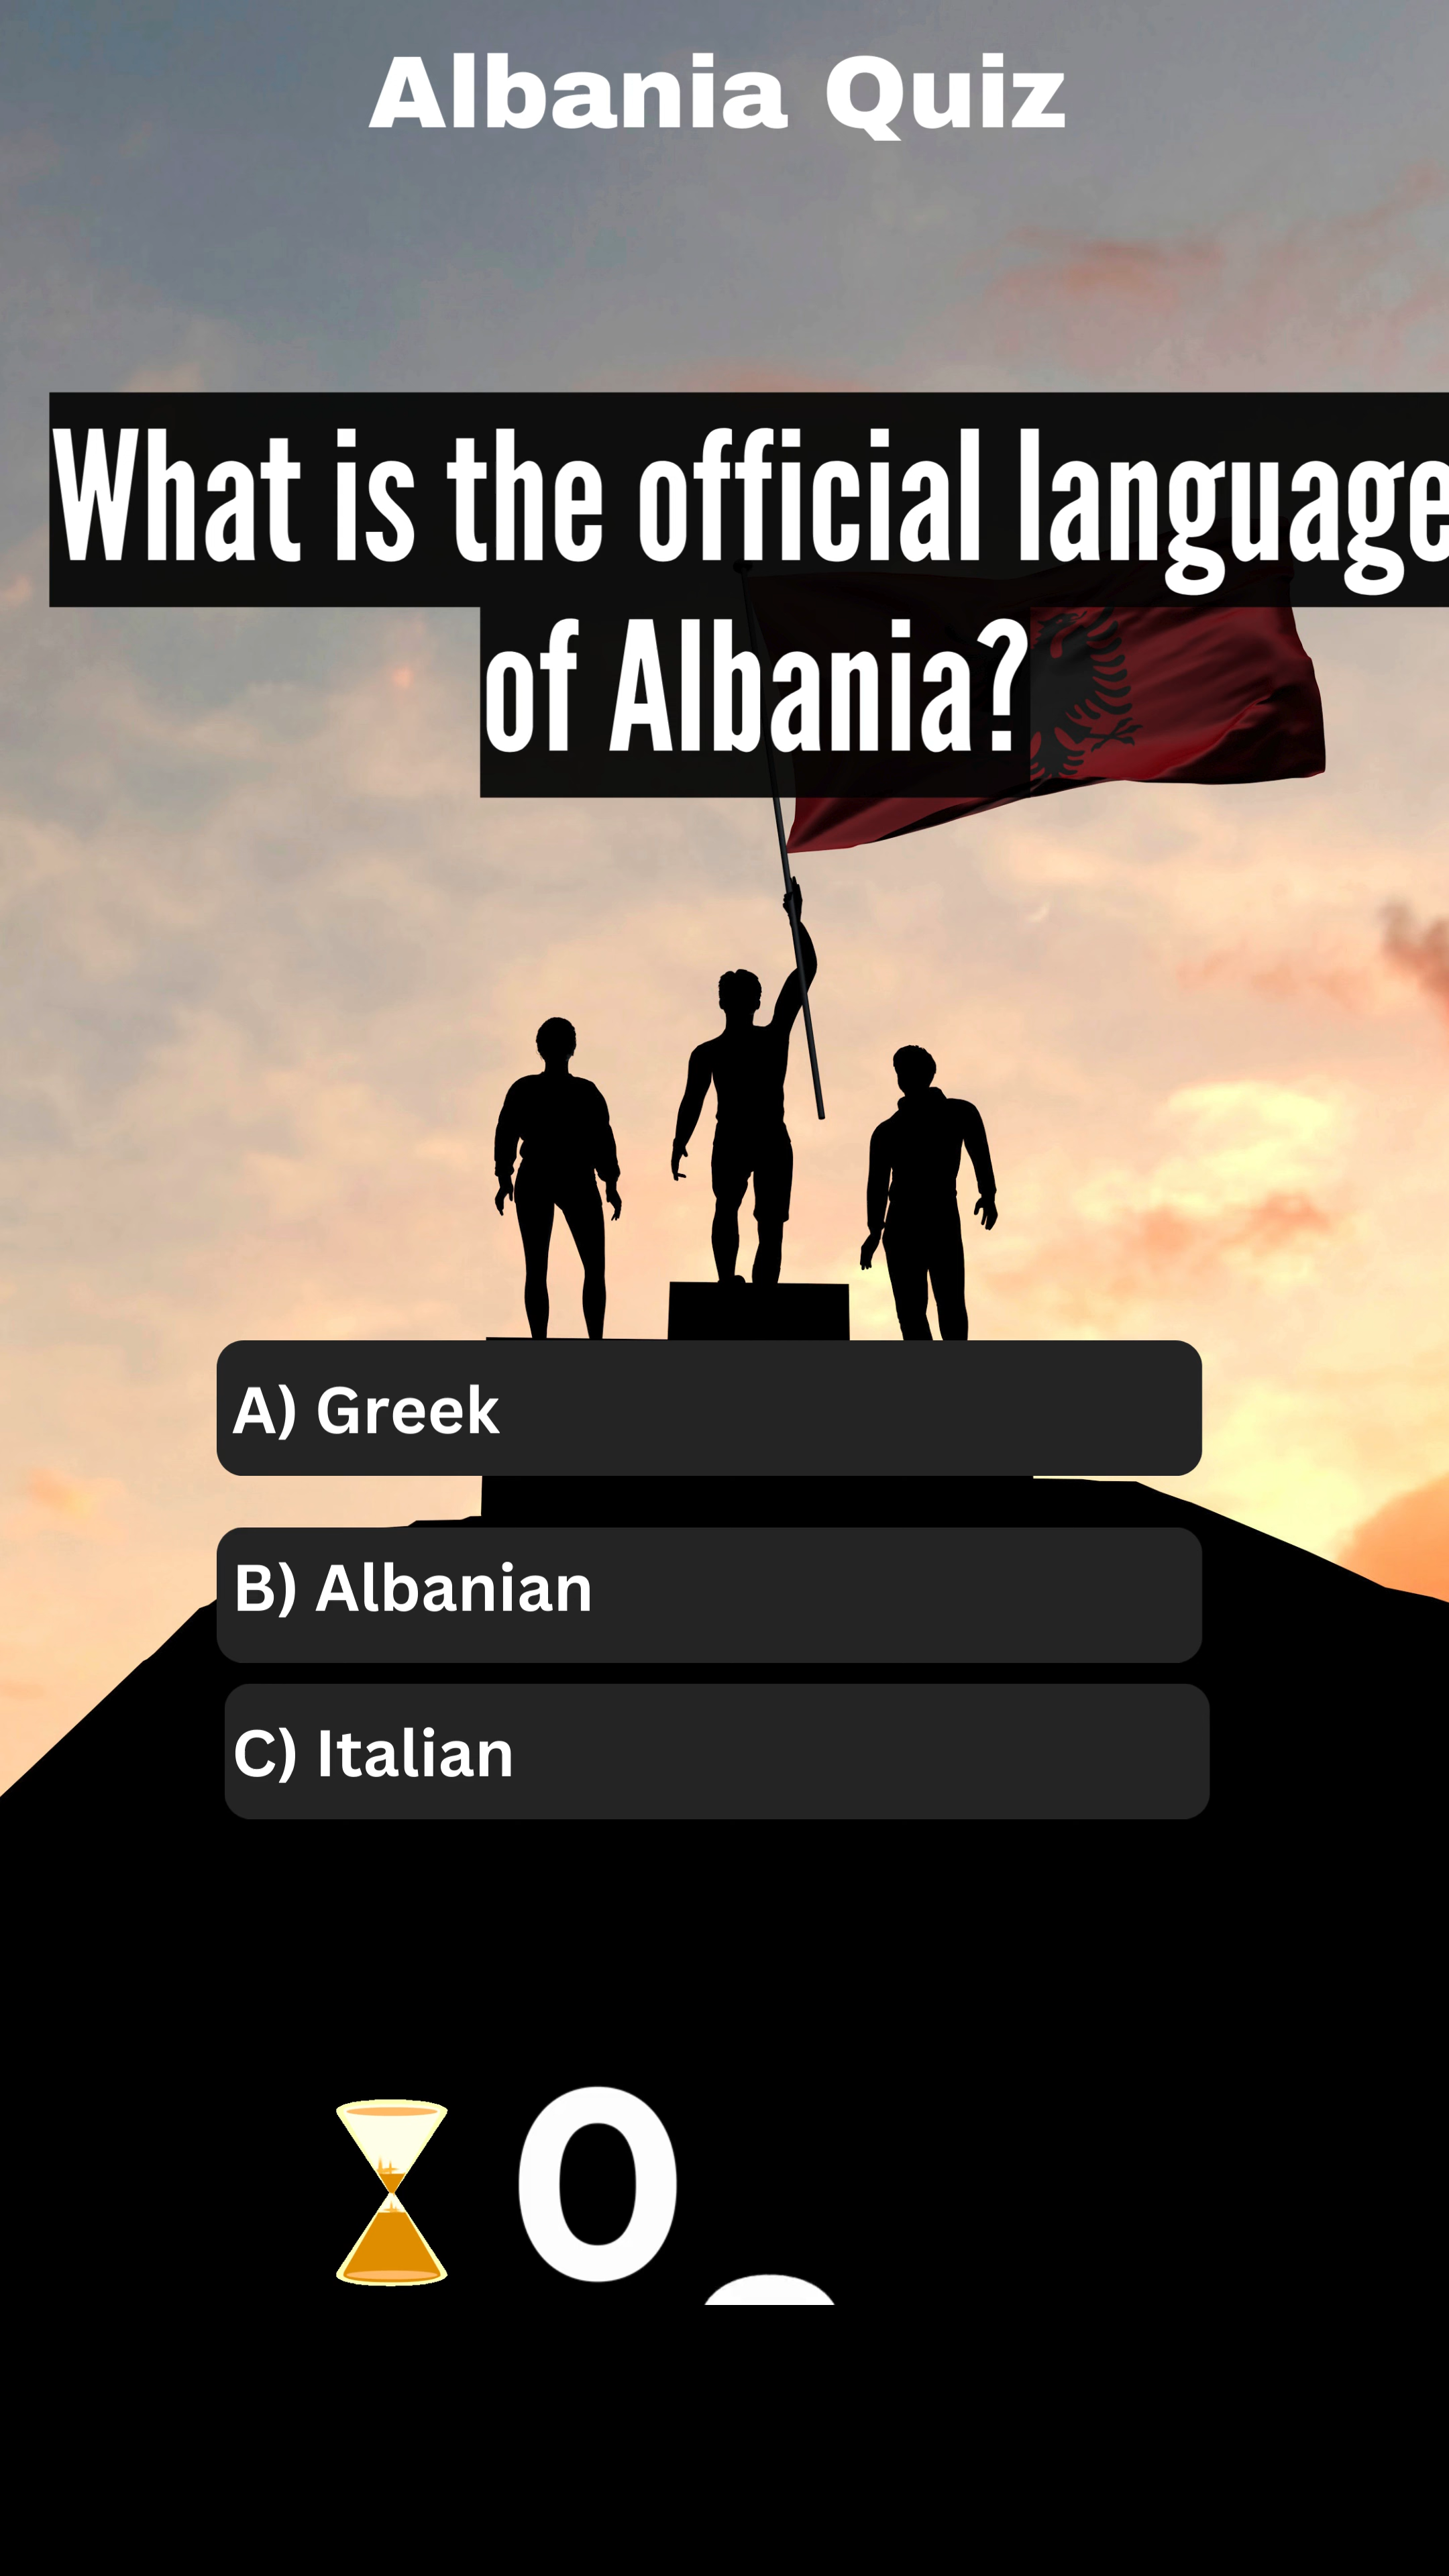 Albania Quiz
What is the official language
of Albania?
A) Greek
B) Albanian
C) Italian
0